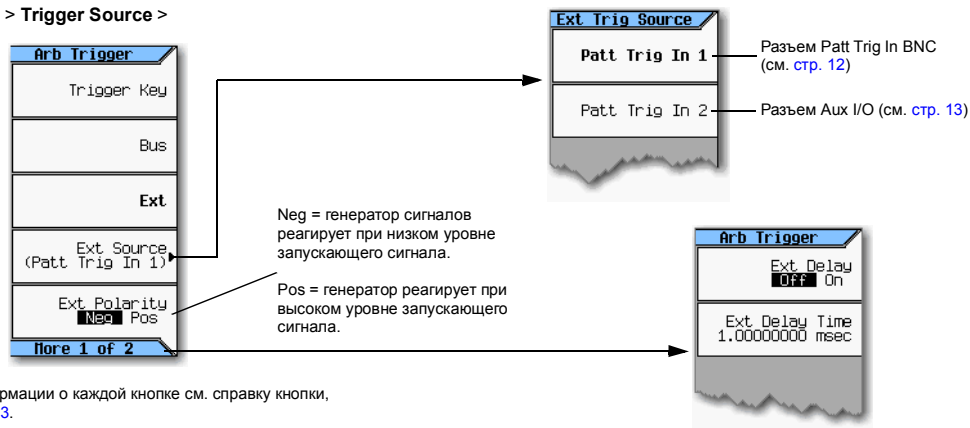 > Trigger Source >
Arb Trigger
Trigger Key
Bus
Ext
Ext Source
(Patt Trig In 1)
Ext Polarity
Neg Pos
More 1 of 2
Neg = генератор сигналов
реагирует при низком уровне
запускающего сигнала.
Pos = генератор реагирует при
высоком уровне запускающего
сигнала.
Ext Trig Source
Patt Trig In 1
Patt Trig In 2
Разъем Patt Trig In BNC
(см. стр. 12)
Разъем Aux I/O (см. стр. 13)
Arb Trigger
Ext Delay
Off On
Ext Delay Time
1.00000000 msec
рмации о каждой кнопке см. справку кнопки,
3.